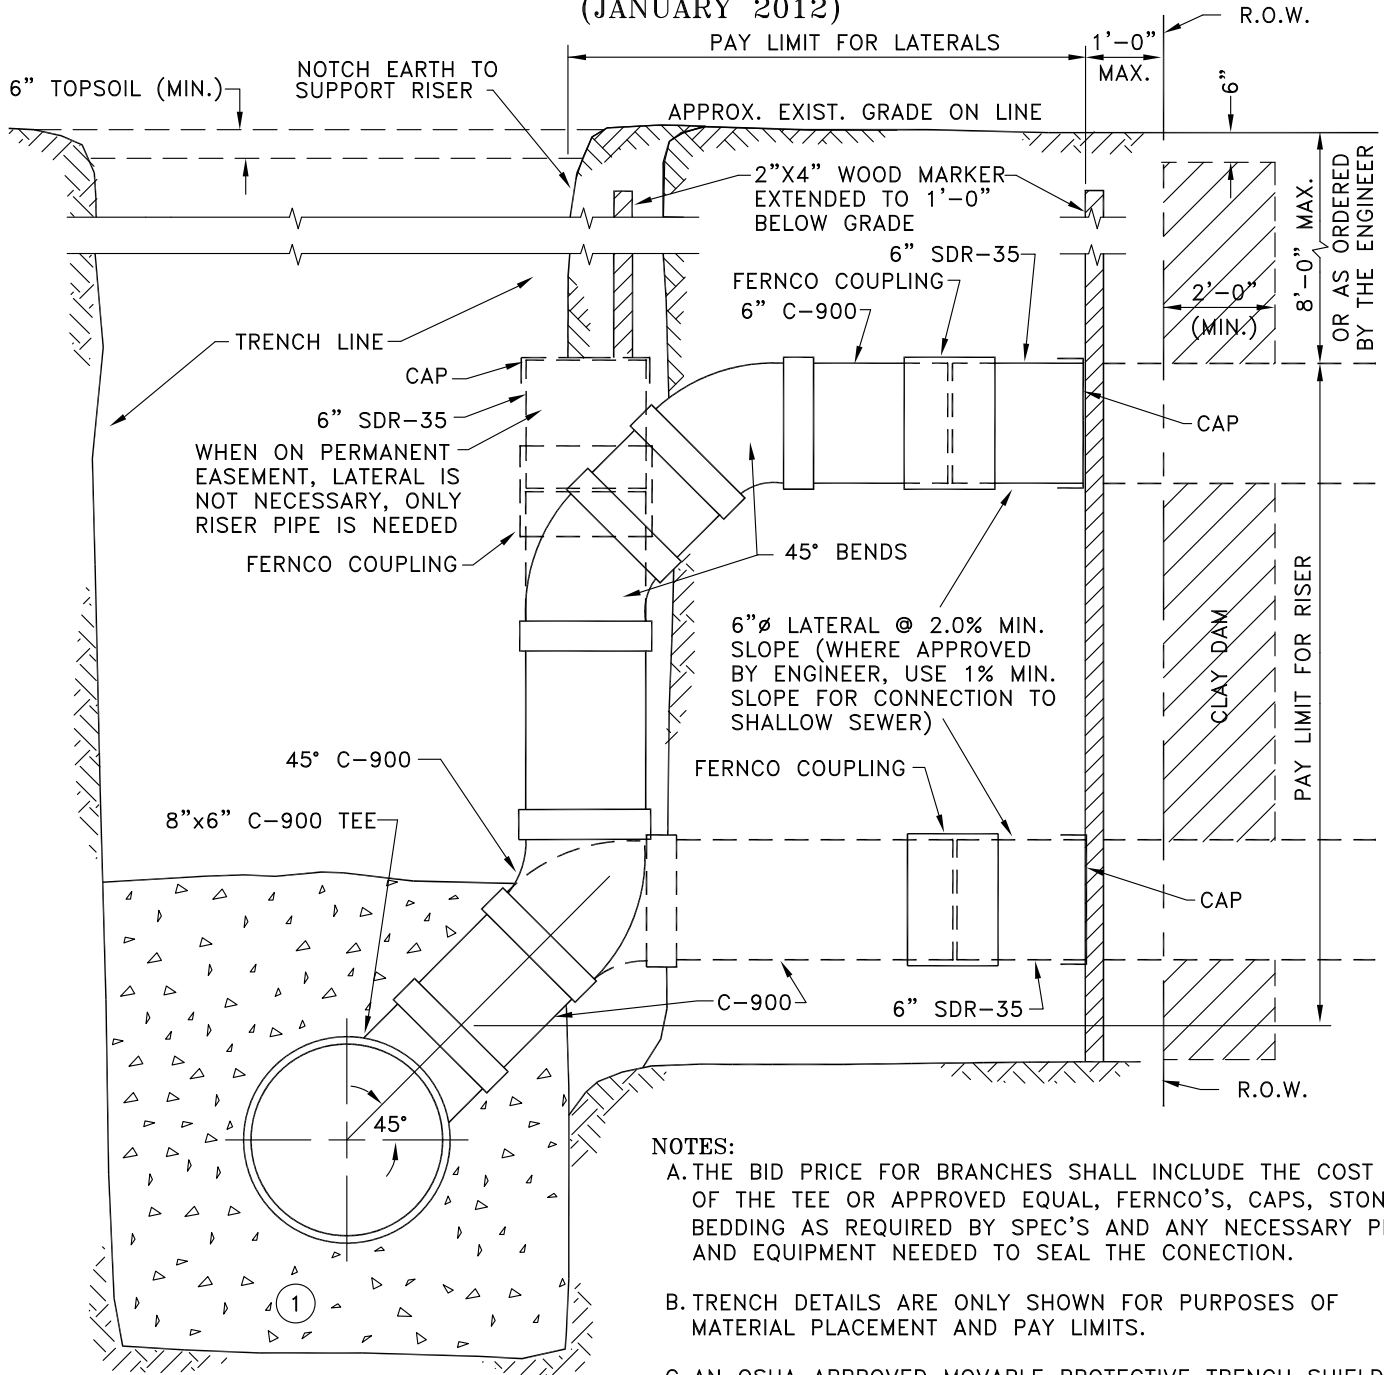 (JANUARY 2012)
R.O.W.
PAY LIMIT FOR LATERALS
1'-0"
MAX.
6" TOPSOIL (MIN.)
NOTCH EARTH TO
SUPPORT RISER
6"
APPROX. EXIST. GRADE ON LINE
2"X4" WOOD MARKER
EXTENDED TO 1'-0"
BELOW GRADE
8'-0" MAX.
OR AS ORDERED
BY THE ENGINEER
6" SDR-35
FERNCO COUPLING
6" C-900
2'-0"
(MIN.)
TRENCH LINE
CAP
6" SDR-35
CAP
WHEN ON PERMANENT
EASEMENT, LATERAL IS
NOT NECESSARY, ONLY
RISER PIPE IS NEEDED
FERNCO COUPLING
45° BENDS
6"ø LATERAL @ 2.0% MIN.
SLOPE (WHERE APPROVED
BY ENGINEER, USE 1% MIN.
SLOPE FOR CONNECTION TO
SHALLOW SEWER)
CLAY DAM
PAY LIMIT FOR RISER
45° C-900
FERNCO COUPLING
8"x6" C-900 TEE
CAP
C-900
6" SDR-35
R.O.W.
45°
1
NOTES:
A. THE BID PRICE FOR BRANCHES SHALL INCLUDE THE COST
OF THE TEE OR APPROVED EQUAL, FERNCO'S, CAPS,
BEDDING AS REQUIRED BY SPEC'S AND ANY NECESSARY
AND EQUIPMENT NEEDED TO SEAL THE CONECTION.
B. TRENCH DETAILS ARE ONLY SHOWN FOR PURPOSES OF
MATERIAL PLACEMENT AND PAY LIMITS.
C. AN OSHA APPROVED MOVABLE PROTECTIVE TRENCH SHIELD